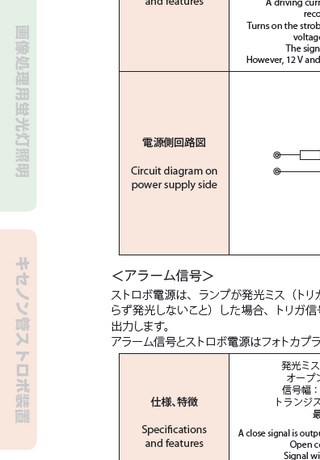 画像処理用蛍光灯照明
キセノン管ストロボ装置
and features
A driving curr
reco
Turns on the strob
voltage
The sign
However, 12 V and
電源側回路図
Circuit diagram on
power supply side
＜アラーム信号＞
ストロボ電源は、ランプが発光ミス（トリガ
らず発光しないこと）した場合、トリガ信号
出力します。
アラーム信号とストロボ電源はフォトカプラ
仕様、特徴
Specifications
and features
発光ミス
オープン
信号幅：
トランジス
最
A close signal is outpu
Open co
Signal wi